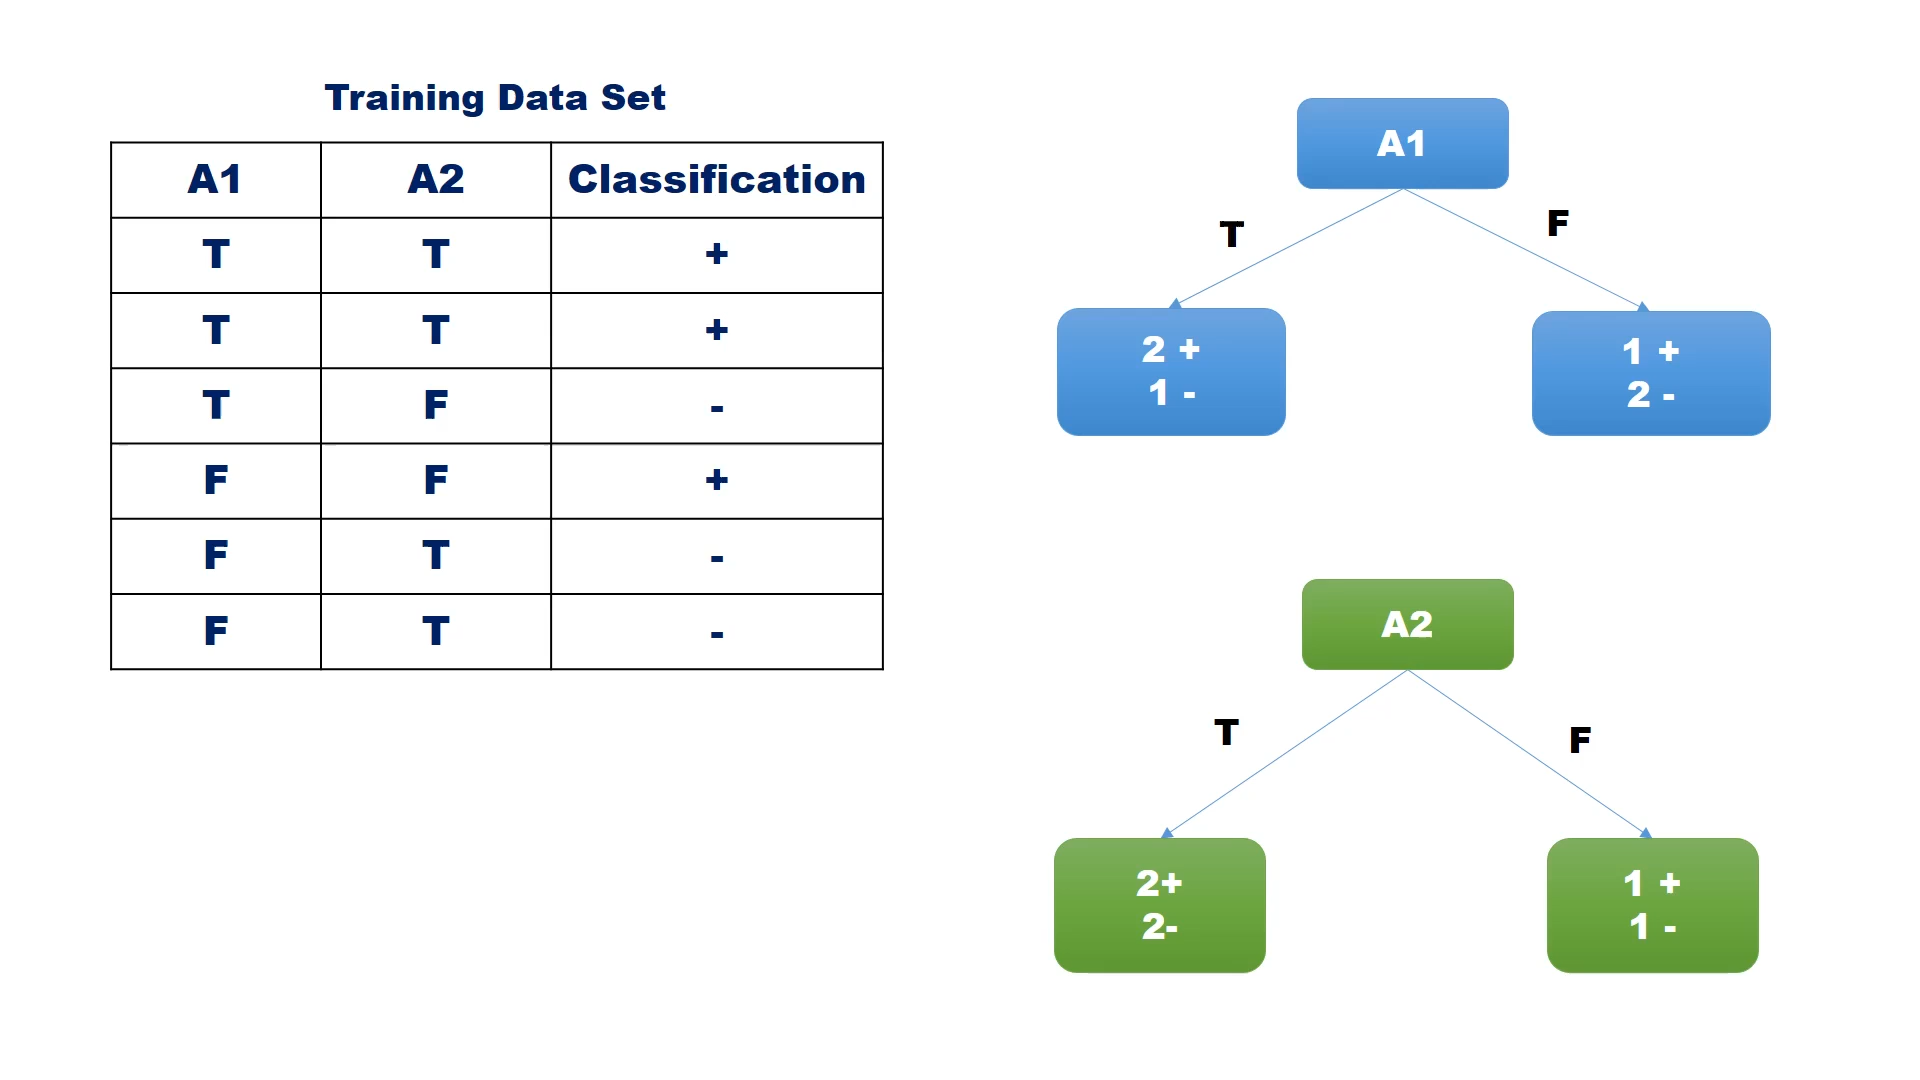 Training Data Set
A1 A2 Classification
T T +
T T +
T F -
F F +
F T -
F T -
A1
T F
2 +
1 -
1 +
2 -
A2
T F
2+
2-
1 +
1 -